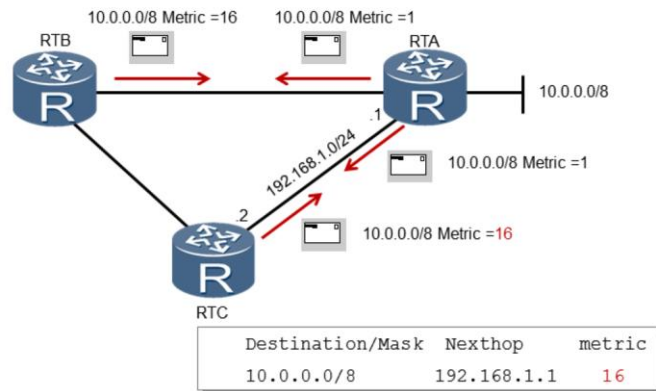 10.0.0.0/8 Metric =16
10.0.0.0/8 Metric =1
RTB
RTA
R
R
10.0.0.0/8
.1
192.168.1.0/24
10.0.0.0/8 Metric =1
.2
10.0.0.0/8 Metric =16
R
RTC
Destination/Mask Nexthop metric
10.0.0.0/8 192.168.1.1 16